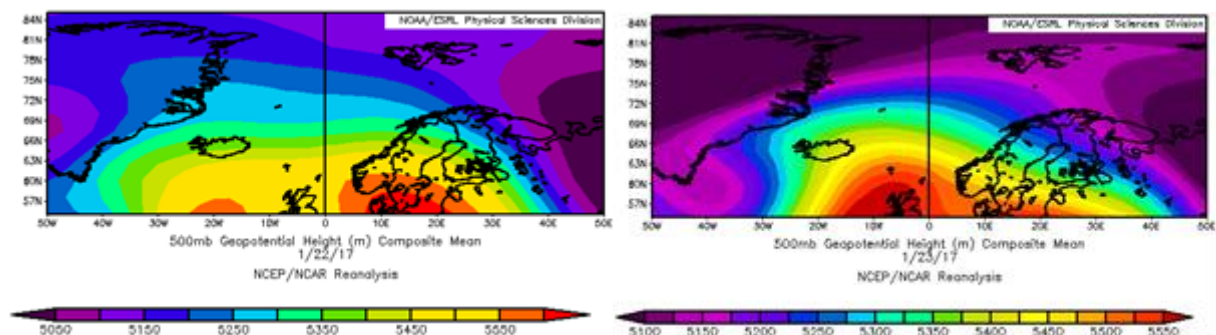 NOAA/ESRL Physical Sciences Division
84N
81N
78N
75N
72N
69N
66N
63N
60N
57N
50W 40W 30W 20W 10W 0 10E 20E 30E 40E 50E
500mb Geopotential Height (m) Composite Mean
1/22/17
NCEP/NCAR Reanalysis
5050 5150 5250 5350 5450 5550
NOAA/ESRL Physical Sciences Division
84N
81N
78N
75N
72N
69N
66N
63N
60N
57N
50W 40W 30W 20W 10W 0 10E 20E 30E 40E 50E
500mb Geopotential Height (m) Composite Mean
1/23/17
NCEP/NCAR Reanalysis
5100 5150 5200 5250 5300 5350 5400 5450 5500 5550